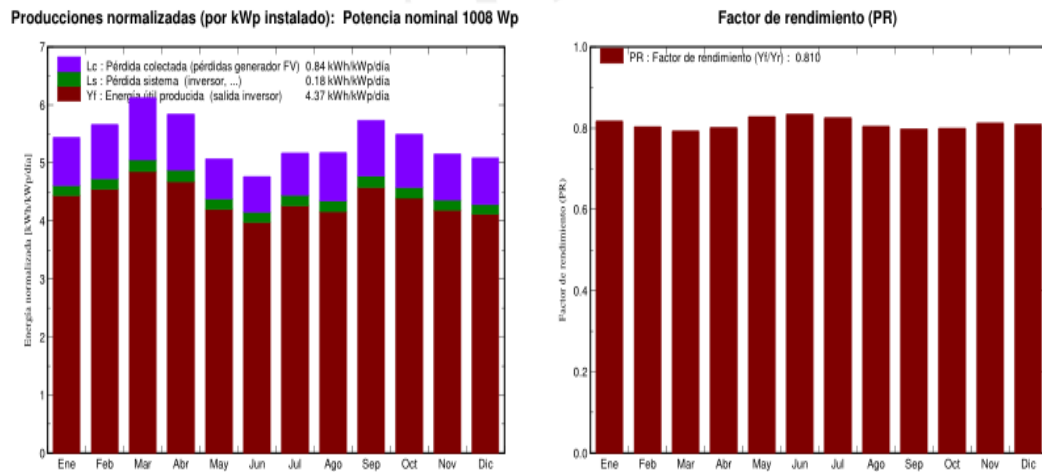 Producciones normalizadas (por kWp instalado): Potencia nominal 1008 Wp
Lc : Pérdida colectada (pérdidas generador FV) 0.84 kWh/kWp/día
Ls : Pérdida sistema (inversor, ...) 0.18 kWh/kWp/día
Yf : Energía útil producida (salida inversor) 4.37 kWh/kWp/día
Energía normalizada [kWh/kWp/día]
7
6
5
4
3
2
1
0
Ene Feb Mar Abr May Jun Jul Ago Sep Oct Nov Dic
Factor de rendimiento (PR)
PR : Factor de rendimiento (Yf/Yr) : 0.810
Factor de rendimiento (PR)
1.0
0.8
0.6
0.4
0.2
0.0
Ene Feb Mar Abr May Jun Jul Ago Sep Oct Nov Dic